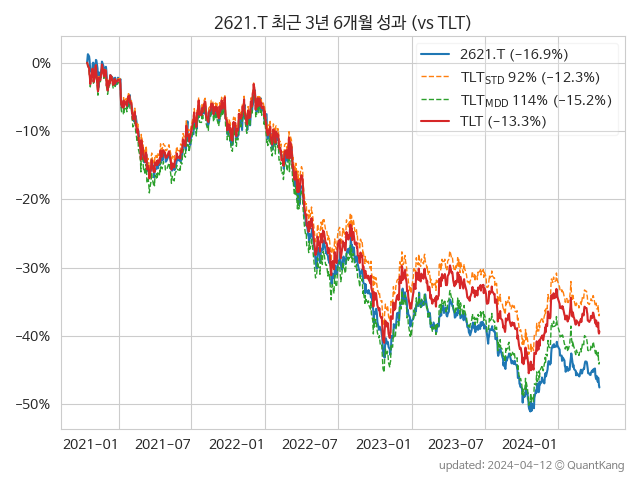 2621.T 최근 3년 6개월 성과 (vs TLT)
2621.T (−16.9%)
TLTSTD 92% (−12.3%)
TLTMDD 114% (−15.2%)
TLT (−13.3%)
0%
−10%
−20%
−30%
−40%
−50%
2021-01 2021-07 2022-01 2022-07 2023-01 2023-07 2024-01
updated: 2024-04-12 © QuantKang